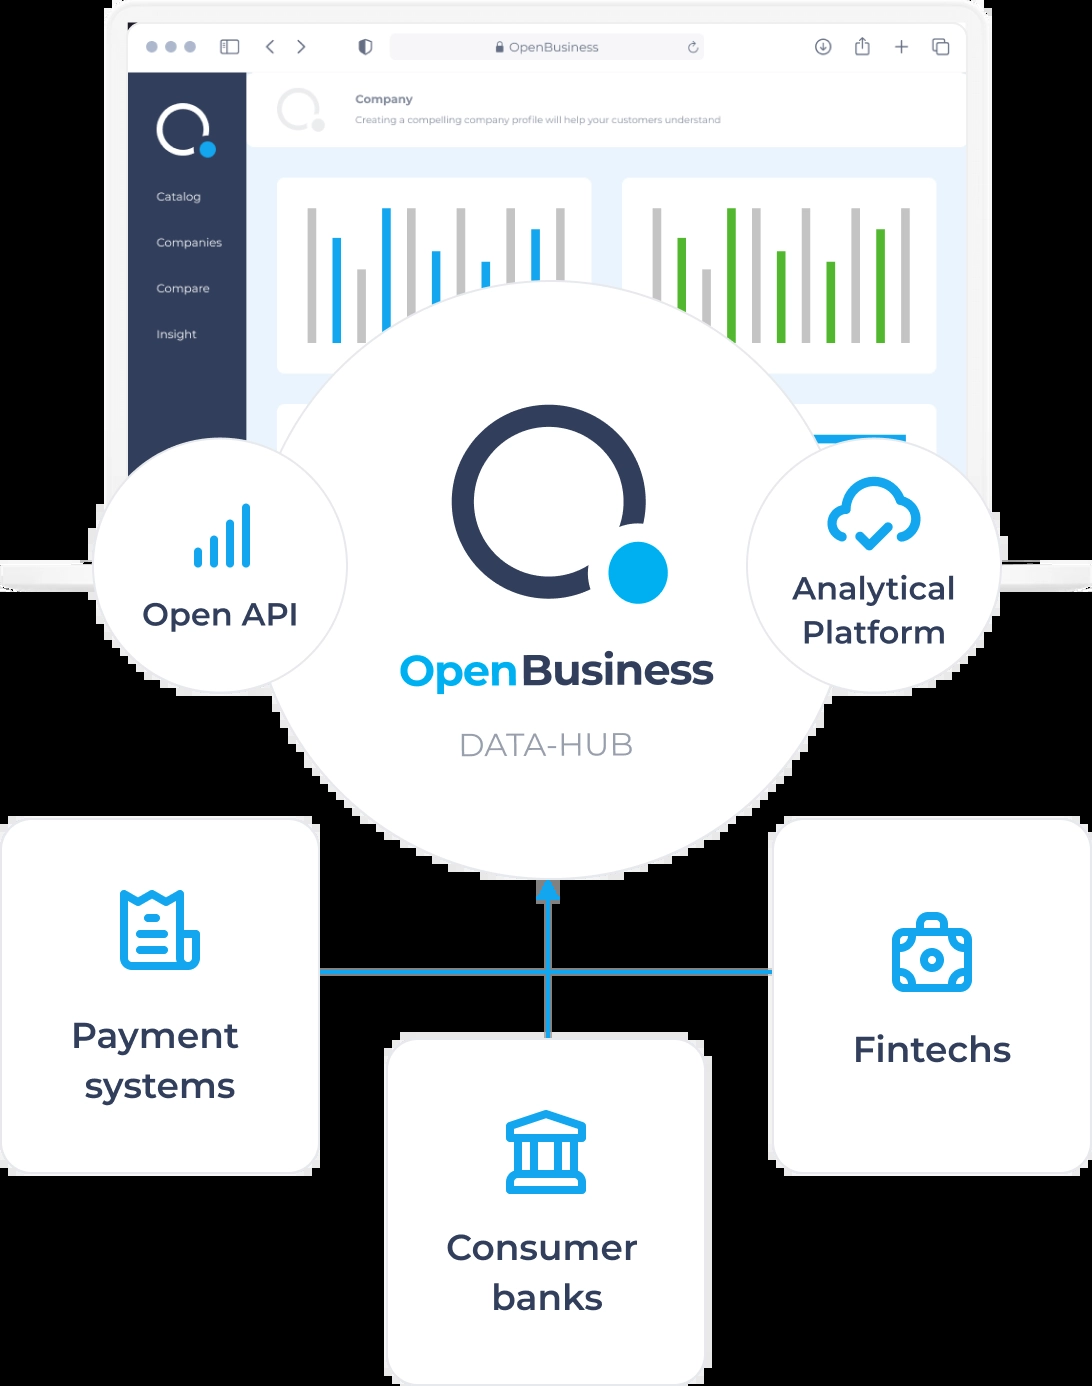 OpenBusiness
Company
Creating a compelling company profile will help your customers understand
Catalog
Companies
Compare
Insight
Open API
Analytical
Platform
OpenBusiness
DATA-HUB
Payment
systems
Fintechs
Consumer
banks